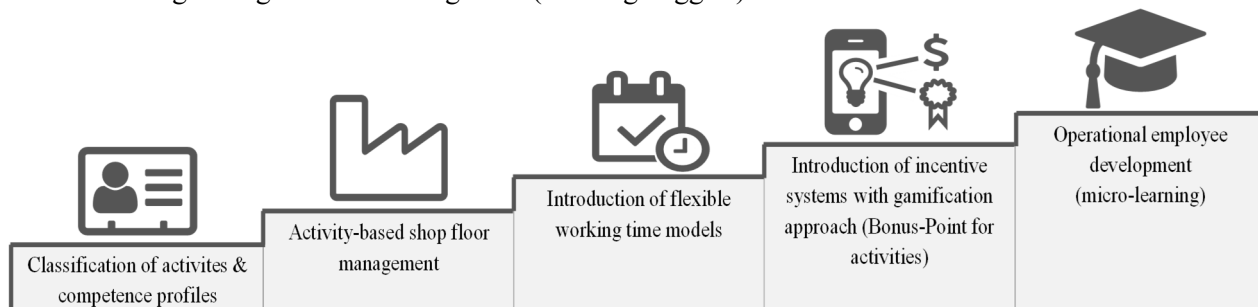 Classification of activites &
competence profiles
Activity-based shop floor
management
Introduction of flexible
working time models
$
Introduction of incentive
systems with gamification
approach (Bonus-Point for
activities)
Operational employee
development
(micro-learning)